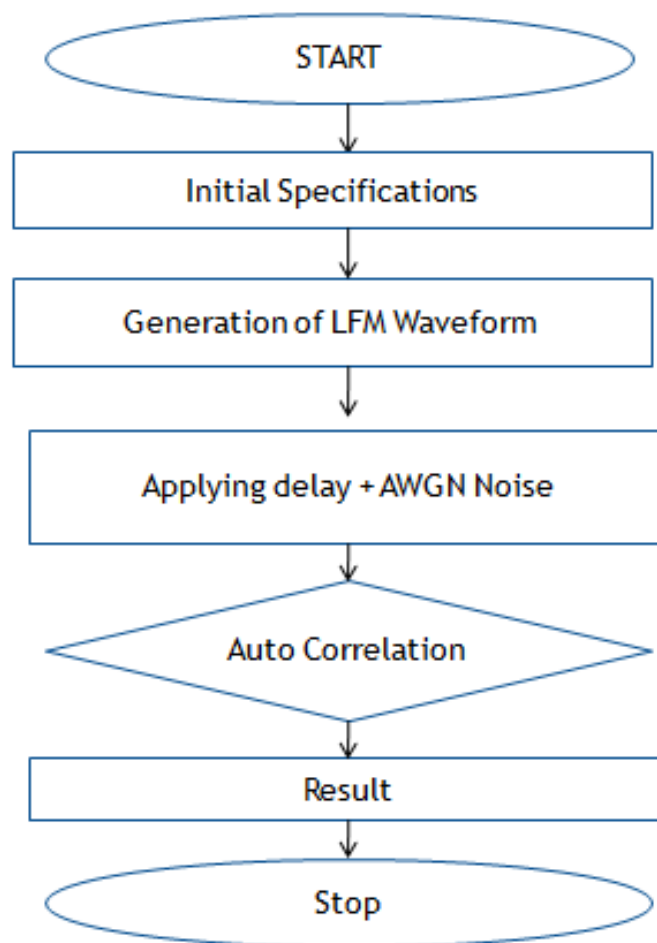 START
Initial Specifications
Generation of LFM Waveform
Applying delay + AWGN Noise
Auto Correlation
Result
Stop